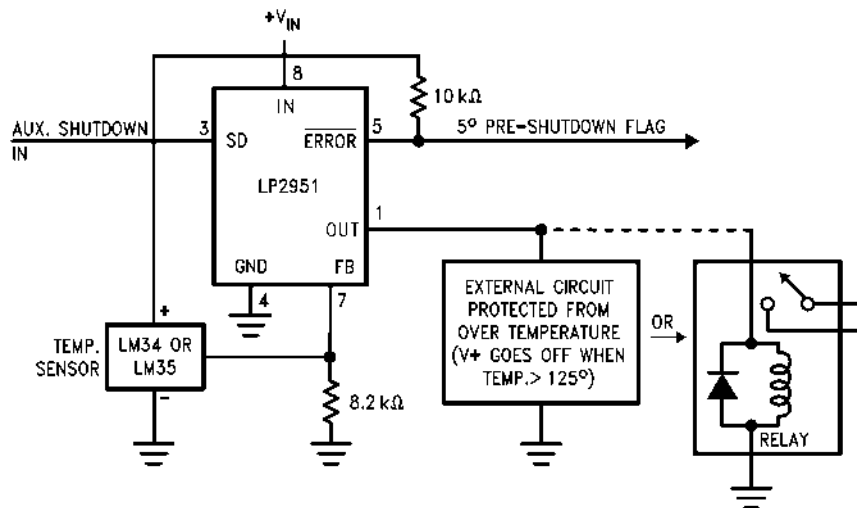 +VIN
8
IN
10 kΩ
AUX. SHUTDOWN
IN
3
SD
ERROR
5
5º PRE-SHUTDOWN FLAG
LP2951
OUT
1
GND
FB
4
7
+
TEMP.
SENSOR
LM34 OR
LM35
–
8.2 kΩ
EXTERNAL CIRCUIT
PROTECTED FROM
OVER TEMPERATURE
(V+ GOES OFF WHEN
TEMP.> 125º)
OR
RELAY